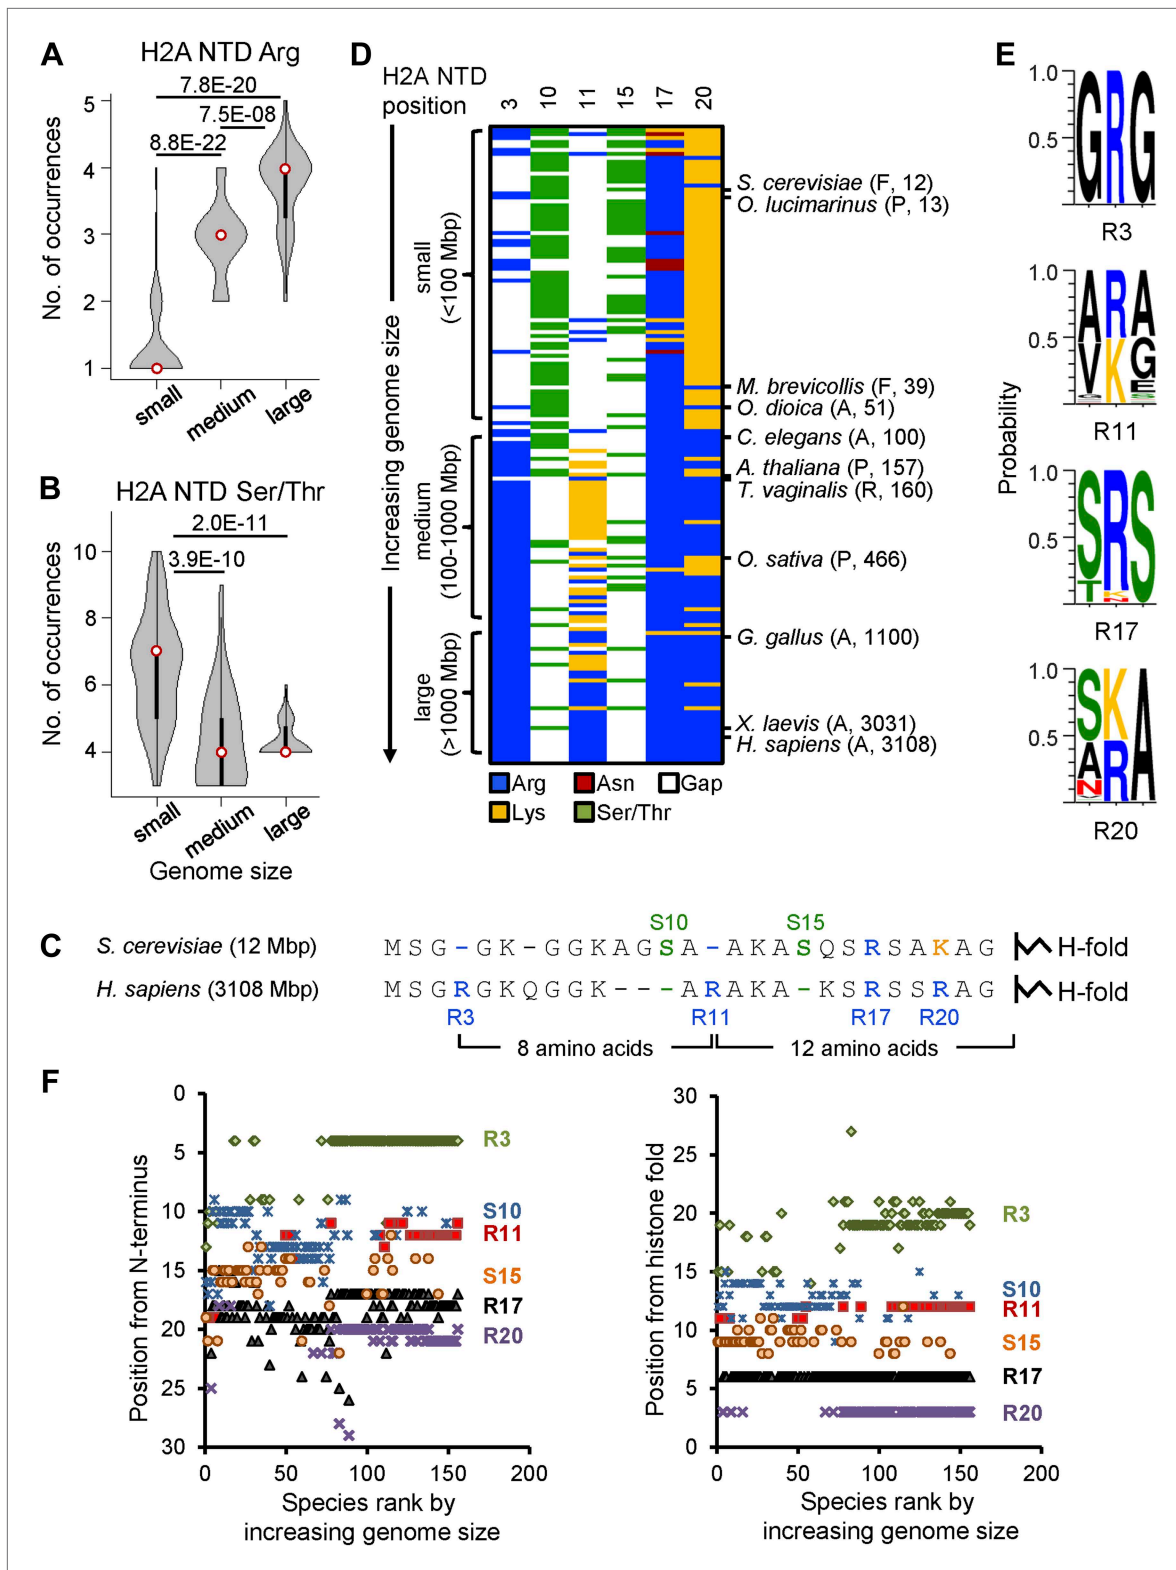 A
H2A NTD Arg
7.8E-20
7.5E-08
8.8E-22
No. of occurrences
5
4
3
2
1
small
medium
large
B
H2A NTD Ser/Thr
2.0E-11
3.9E-10
No. of occurrences
10
8
6
4
small
medium
large
Genome size
D
H2A NTD
position
3 10 11 15 17 20
Increasing genome size
small
(<100 Mbp)
medium
(100-1000 Mbp)
large
(>1000 Mbp)
S. cerevisiae (F, 12)
O. lucimarinus (P, 13)
M. brevicollis (F, 39)
O. dioica (A, 51)
C. elegans (A, 100)
A. thaliana (P, 157)
T. vaginalis (R, 160)
O. sativa (P, 466)
G. gallus (A, 1100)
X. laevis (A, 3031)
H. sapiens (A, 3108)
Arg Asn Gap
Lys Ser/Thr
E
Probability
1.0
0.5
G R G
R3
1.0
0.5
A R A
V K G
E
R11
1.0
0.5
S R S
T K
N
R17
1.0
0.5
S K A
A R
N
R20
C
S10 S15
S. cerevisiae (12 Mbp) M S G - G K - G G K A G S A - A K A S Q S R S A K A G H-fold
H. sapiens (3108 Mbp) M S G R G K Q G G K - - - A R A K A - K S R S S R A G H-fold
R3 R11 R17 R20
8 amino acids 12 amino acids
F
Position from N-terminus
0
5
10
15
20
25
30
R3
S10
R11
S15
R17
R20
0 50 100 150 200
Species rank by
increasing genome size
Position from histone fold
30
25
20
15
10
5
0
R3
S10
R11
S15
R17
R20
0 50 100 150 200
Species rank by
increasing genome size